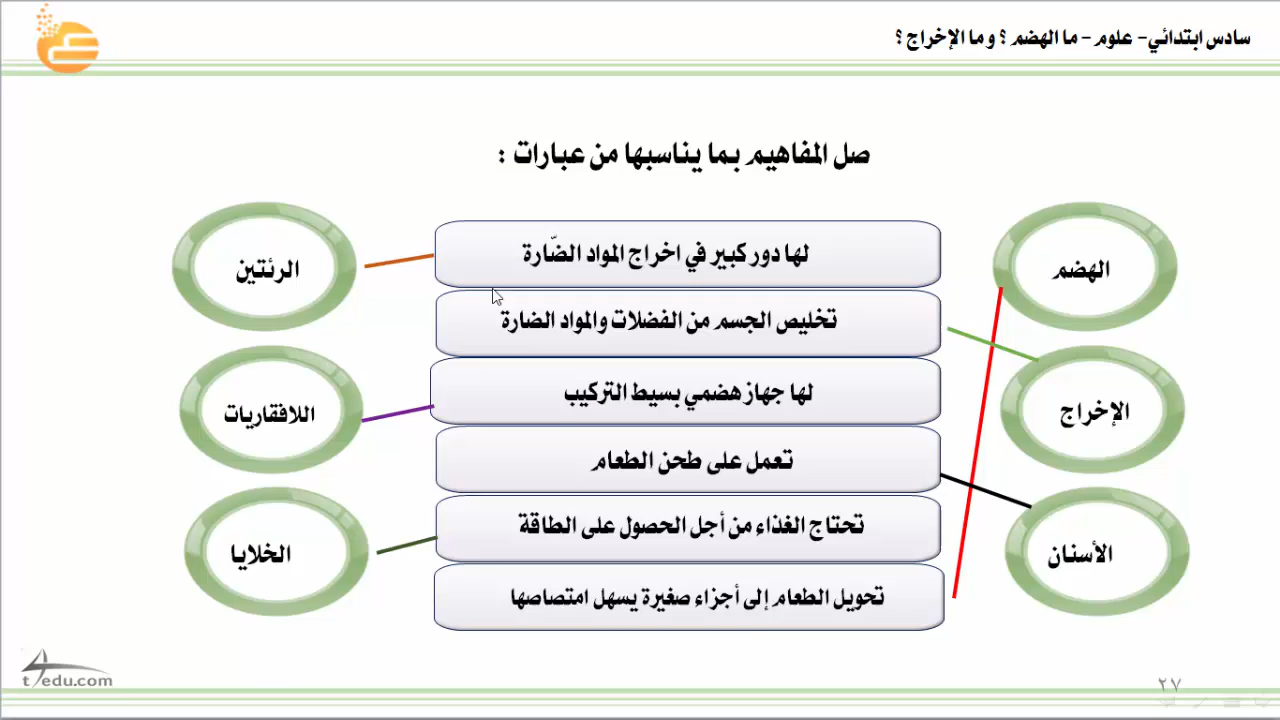 سادس ابتدائي- علوم- ما الهضم ؟ و ما الإخراج ؟
صل المفاهيم بما يناسبها من عبارات :
الهضم
الإخراج
الأسنان
لها دور كبير في اخراج المواد الضّارة
تخليص الجسم من الفضلات والمواد الضارة
لها جهاز هضمي بسيط التركيب
تعمل على طحن الطعام
تحتاج الغذاء من أجل الحصول على الطاقة
تحويل الطعام إلى أجزاء صغيرة يسهل امتصاصها
الرئتين
اللافقاريات
الخلايا
t4edu.com
٢٧